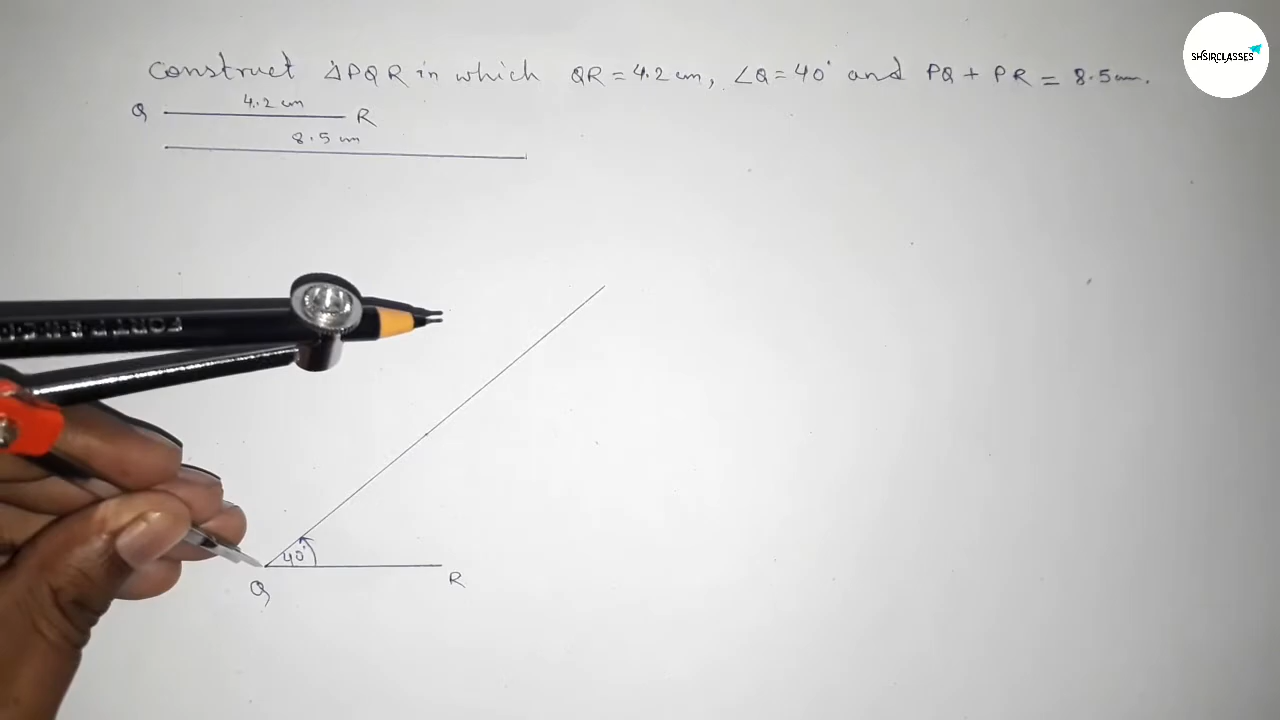 Construct ΔPQR in which QR = 4.2 cm, ∠Q = 40° and PQ + PR = 8.5 cm.
SHSIRCLASSES
Q 4.2 cm R
8.5 cm
40°
Q R